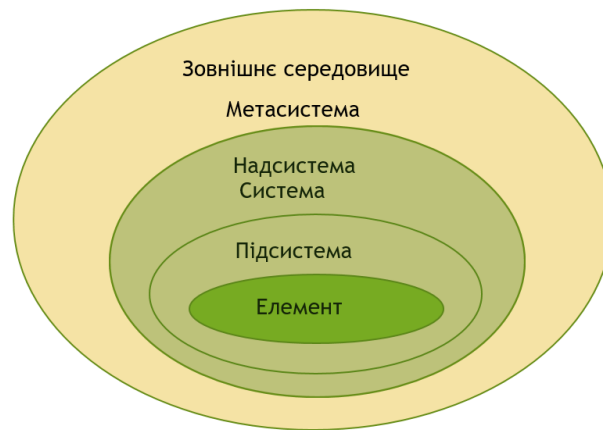 Зовнішнє середовище
Метасистема
Надсистема
Система
Підсистема
Елемент